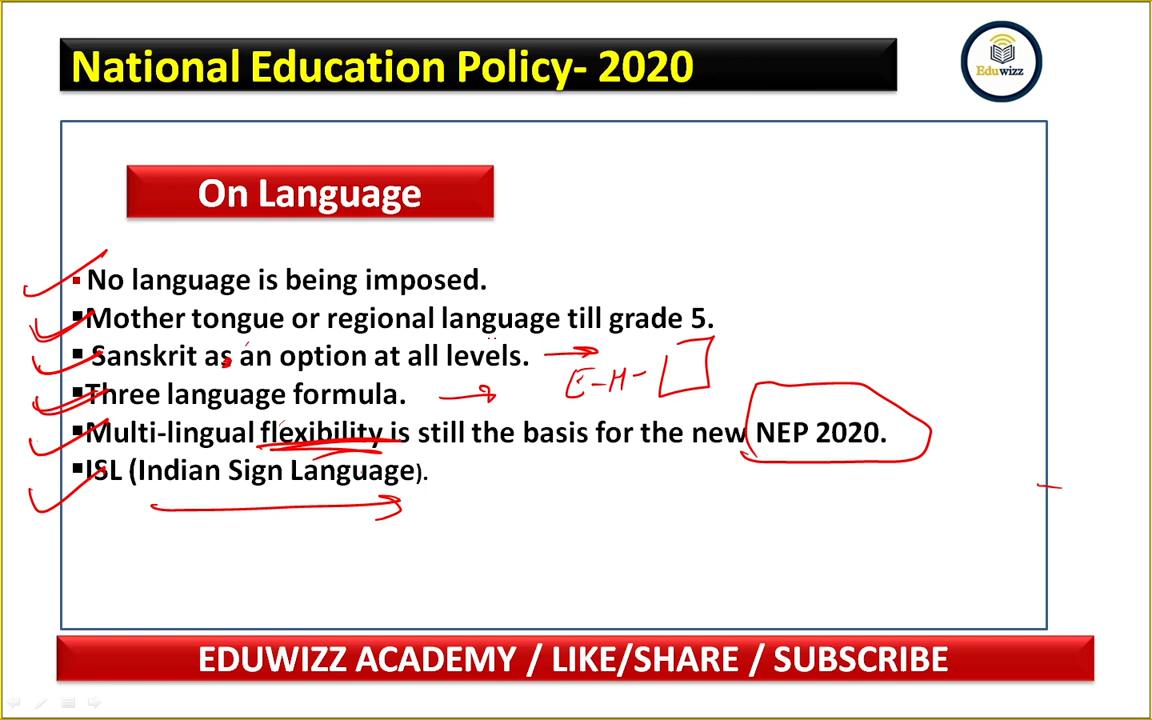 National Education Policy- 2020
Eduwizz
On Language
▪No language is being imposed.
▪Mother tongue or regional language till grade 5.
▪Sanskrit as an option at all levels.
▪Three language formula.
E-H-
▪Multi-lingual flexibility is still the basis for the new NEP 2020.
▪ISL (Indian Sign Language).
EDUWIZZ ACADEMY / LIKE/SHARE / SUBSCRIBE